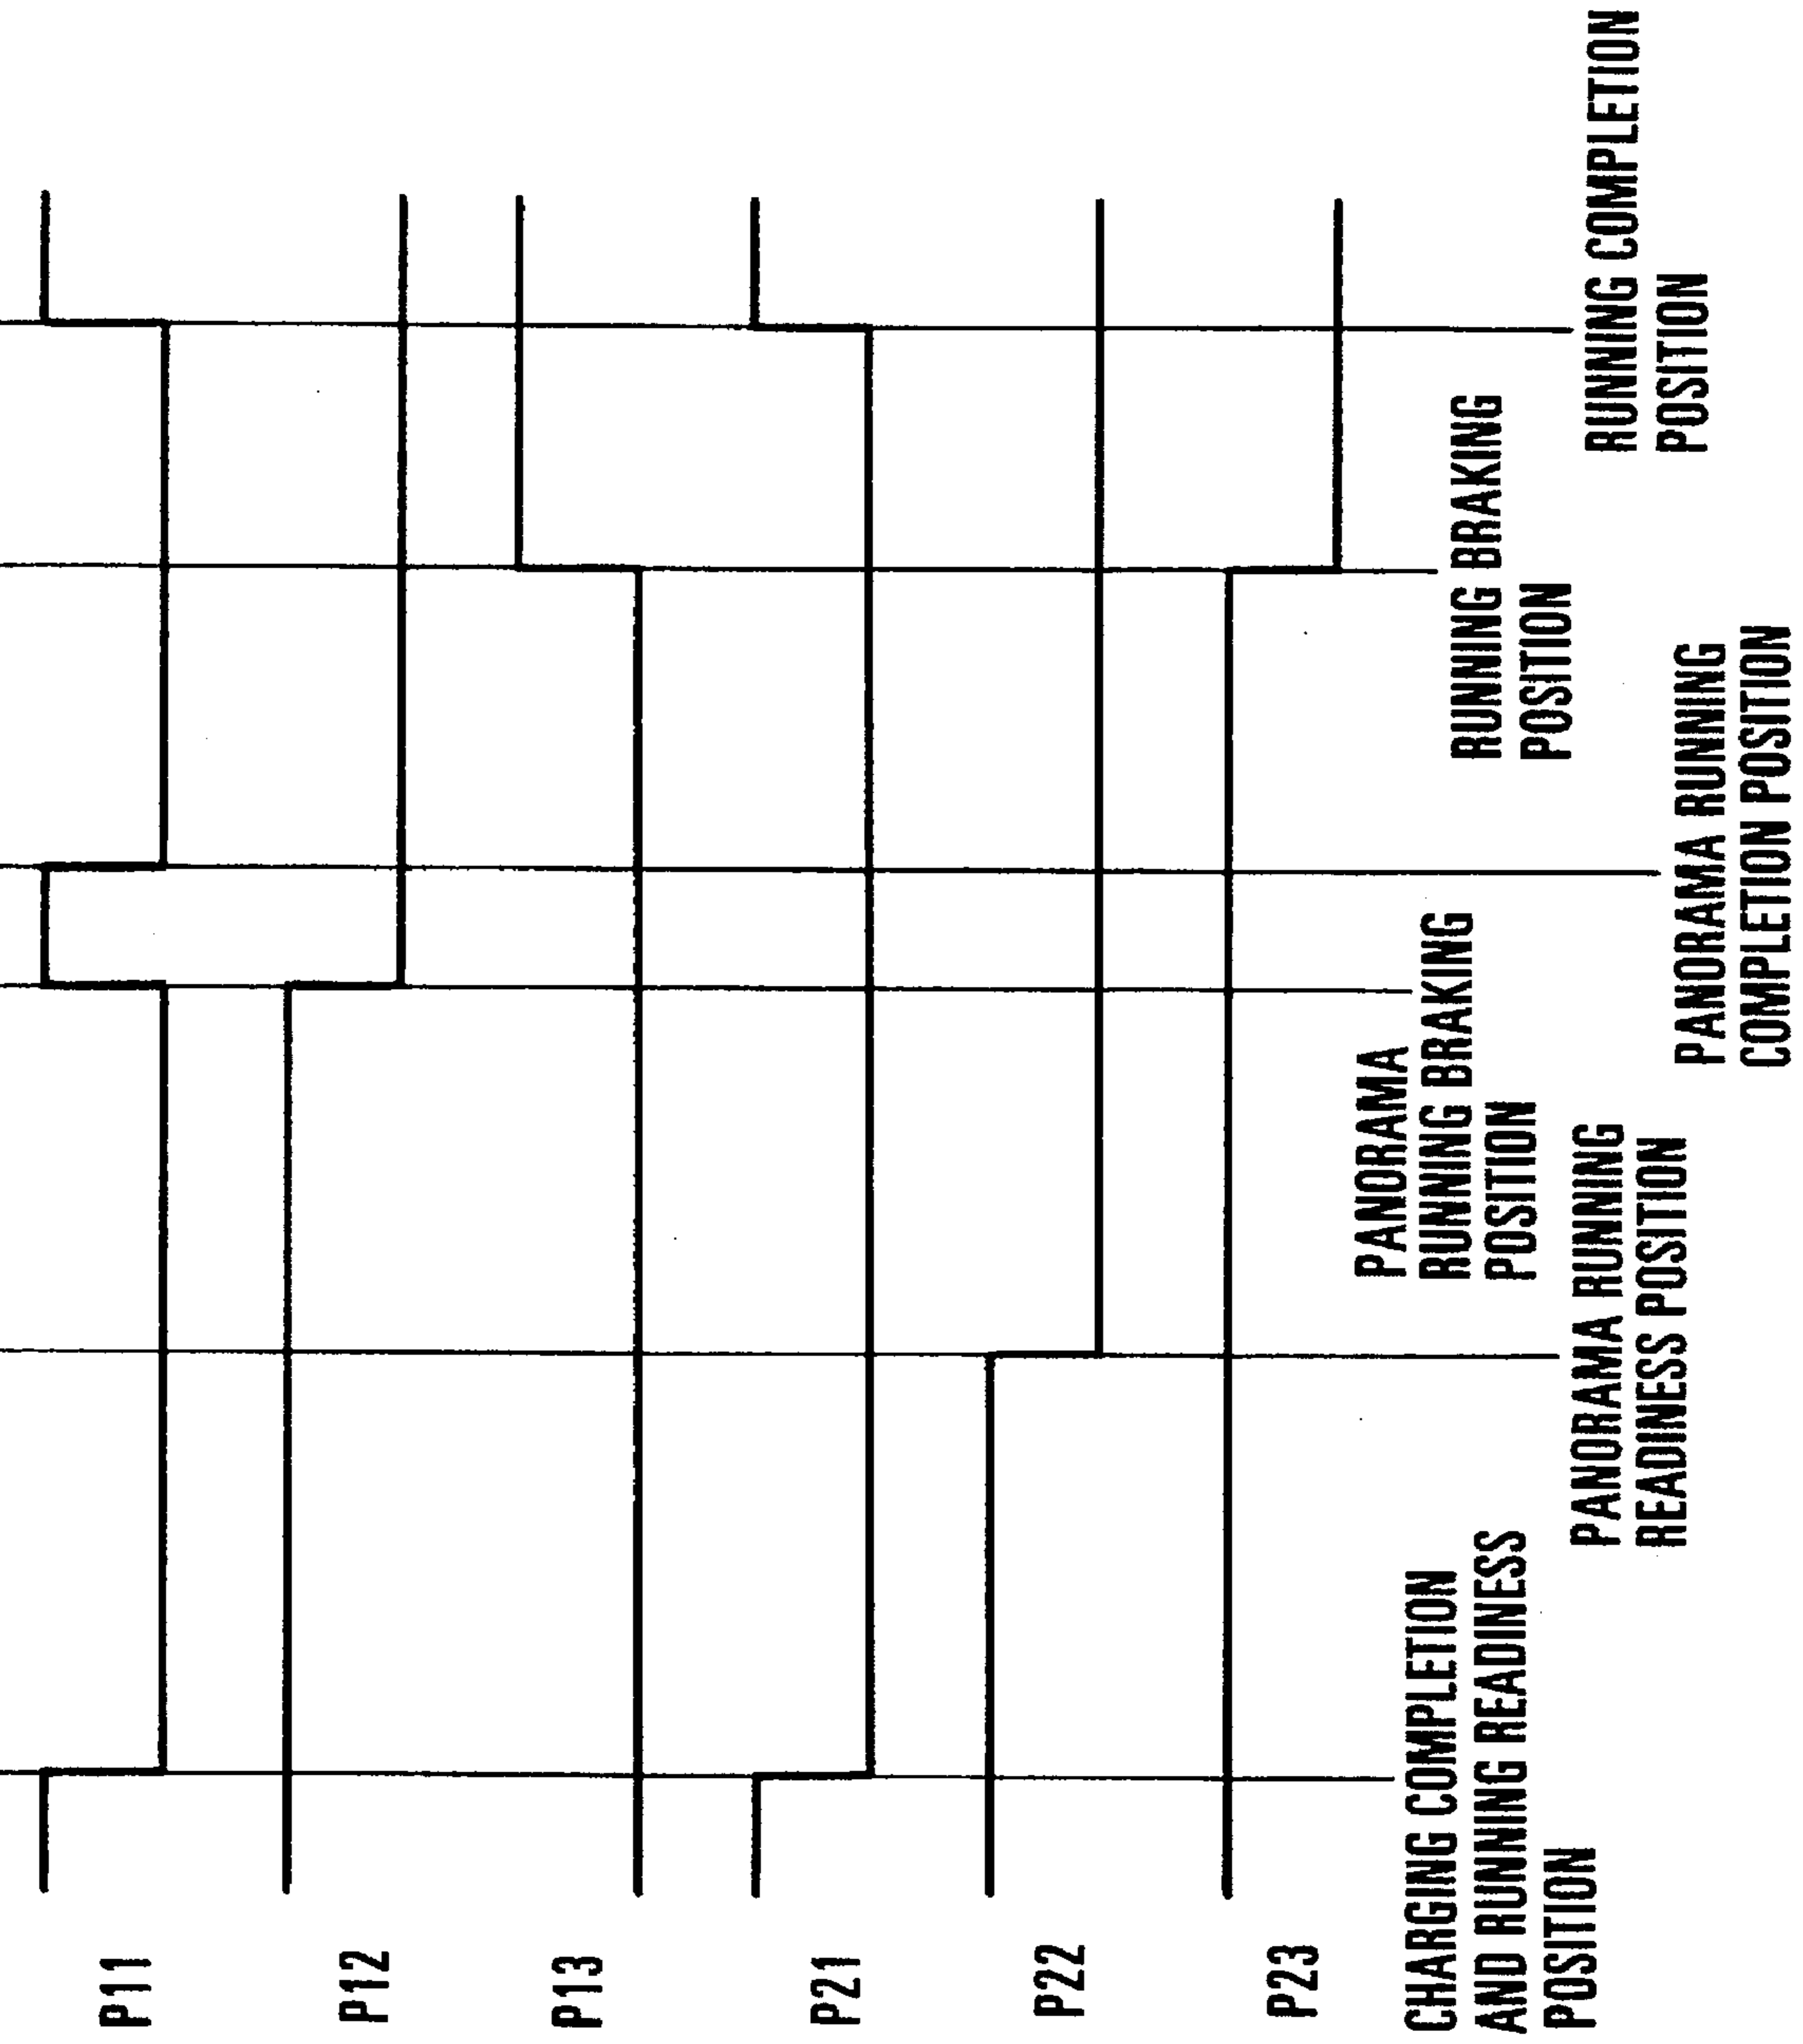 P11
P12
P13
P21
P22
P23
CHARGING COMPLETION
AND RUNNING READINESS
POSITION
PANORAMA RUNNING
READINESS POSITION
PANORAMA
RUNNING BRAKING
POSITION
PANORAMA RUNNING
COMPLETION POSITION
RUNNING BRAKING
POSITION
RUNNING COMPLETION
POSITION